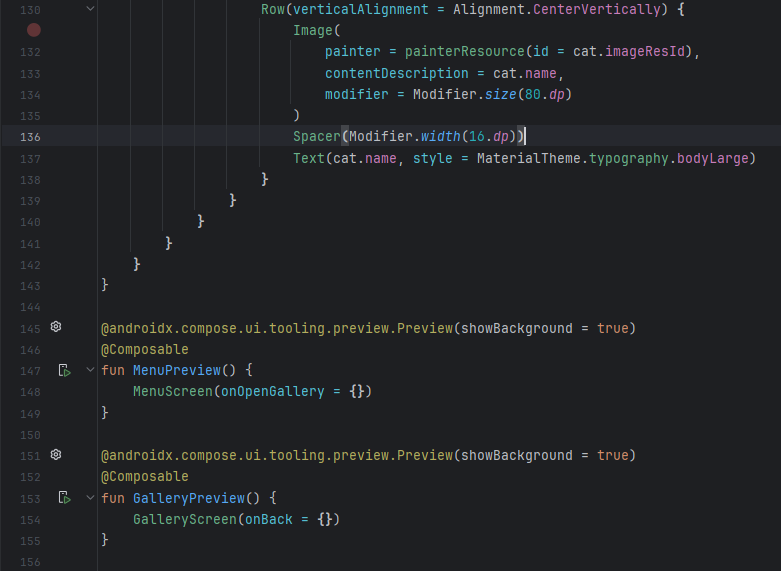 130 Row(verticalAlignment = Alignment.CenterVertically) {
Image(
132 painter = painterResource(id = cat.imageResId),
133 contentDescription = cat.name,
134 modifier = Modifier.size(80.dp)
135 )
136 Spacer(Modifier.width(16.dp))
137 Text(cat.name, style = MaterialTheme.typography.bodyLarge)
138 }
139 }
140 }
141 }
142 }
143 }
144
145 @androidx.compose.ui.tooling.preview.Preview(showBackground = true)
146 @Composable
147 fun MenuPreview() {
148 MenuScreen(onOpenGallery = {})
149 }
150
151 @androidx.compose.ui.tooling.preview.Preview(showBackground = true)
152 @Composable
153 fun GalleryPreview() {
154 GalleryScreen(onBack = {})
155 }
156